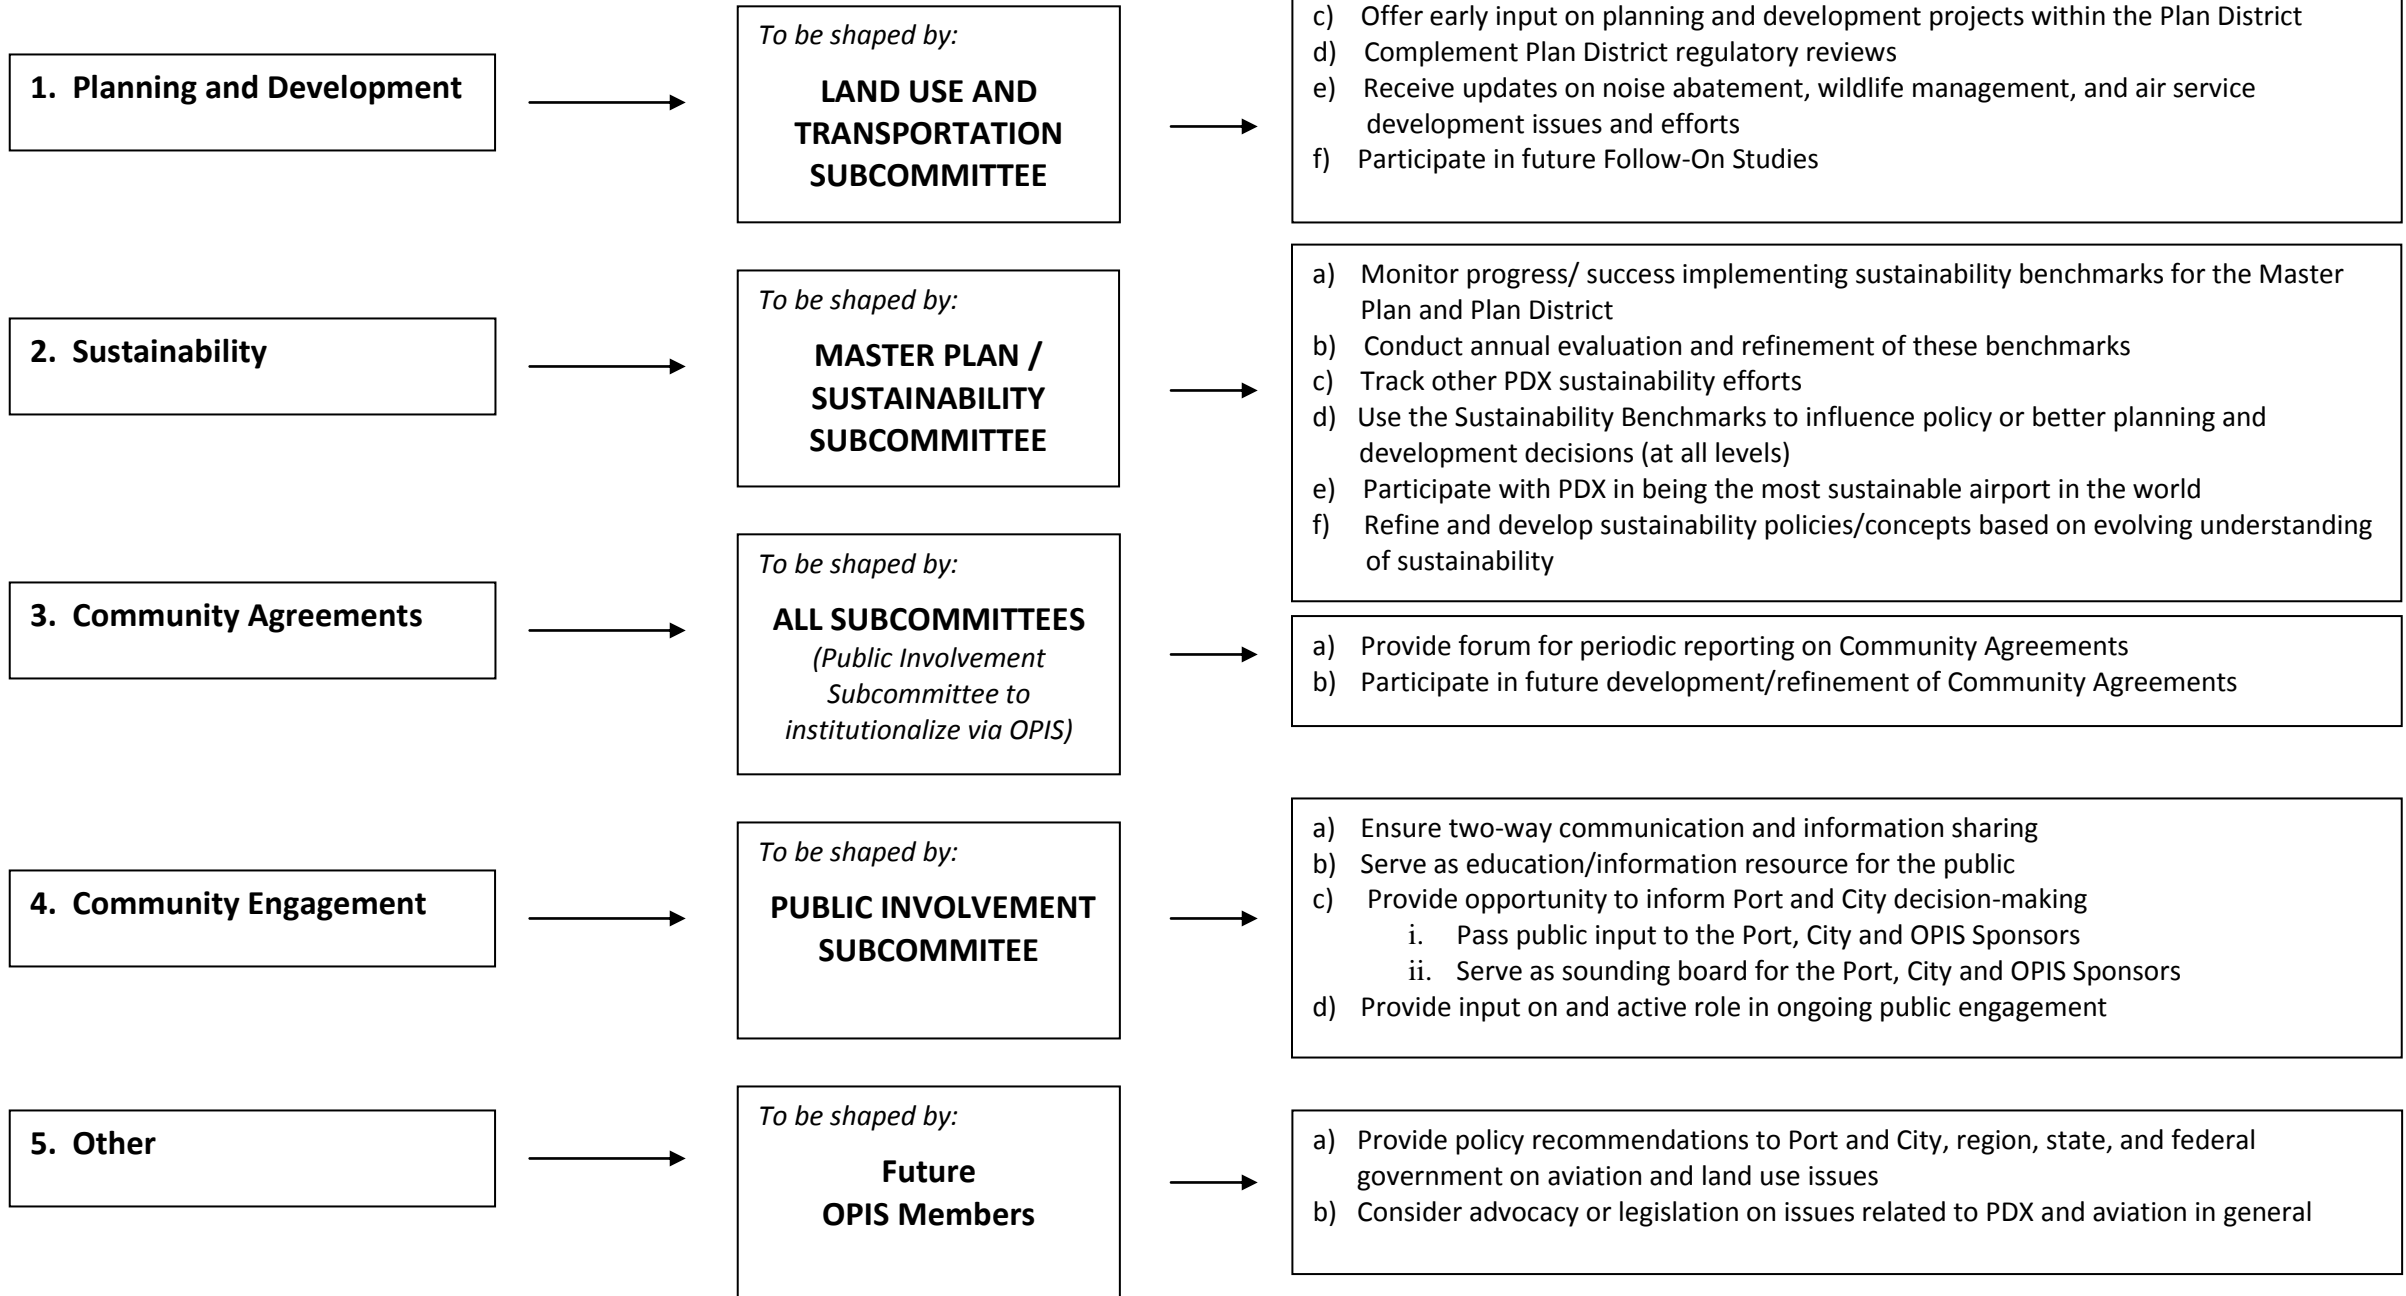 1. Planning and Development
To be shaped by:
LAND USE AND
TRANSPORTATION
SUBCOMMITTEE
c) Offer early input on planning and development projects within the Plan District
d) Complement Plan District regulatory reviews
e) Receive updates on noise abatement, wildlife management, and air service
development issues and efforts
f) Participate in future Follow-On Studies
2. Sustainability
To be shaped by:
MASTER PLAN /
SUSTAINABILITY
SUBCOMMITTEE
a) Monitor progress/ success implementing sustainability benchmarks for the Master
Plan and Plan District
b) Conduct annual evaluation and refinement of these benchmarks
c) Track other PDX sustainability efforts
d) Use the Sustainability Benchmarks to influence policy or better planning and
development decisions (at all levels)
e) Participate with PDX in being the most sustainable airport in the world
f) Refine and develop sustainability policies/concepts based on evolving understanding
of sustainability
3. Community Agreements
To be shaped by:
ALL SUBCOMMITTEES
(Public Involvement
Subcommittee to
institutionalize via OPIS)
a) Provide forum for periodic reporting on Community Agreements
b) Participate in future development/refinement of Community Agreements
4. Community Engagement
To be shaped by:
PUBLIC INVOLVEMENT
SUBCOMMITEE
a) Ensure two-way communication and information sharing
b) Serve as education/information resource for the public
c) Provide opportunity to inform Port and City decision-making
i. Pass public input to the Port, City and OPIS Sponsors
ii. Serve as sounding board for the Port, City and OPIS Sponsors
d) Provide input on and active role in ongoing public engagement
5. Other
To be shaped by:
Future
OPIS Members
a) Provide policy recommendations to Port and City, region, state, and federal
government on aviation and land use issues
b) Consider advocacy or legislation on issues related to PDX and aviation in general